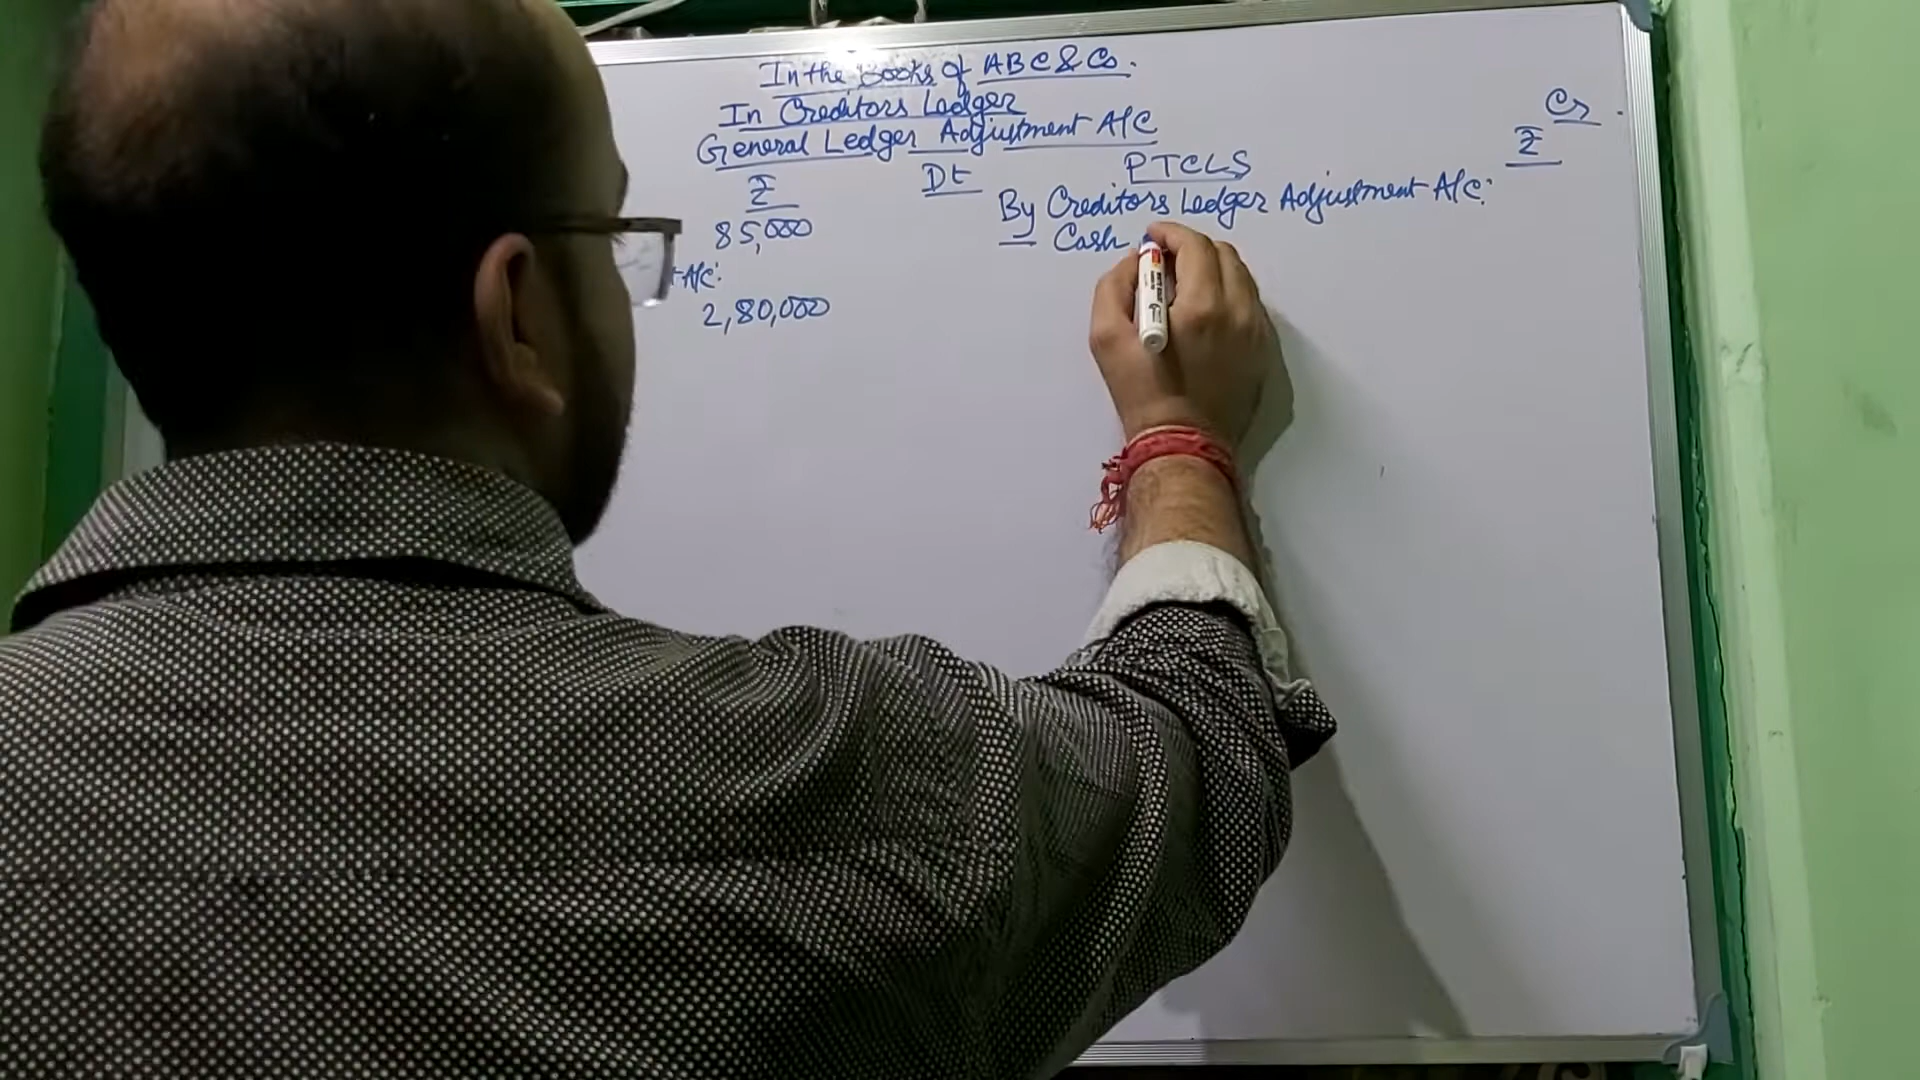 In the Books of ABC & Co.
In Creditors Ledger
General Ledger Adjustment A/C
Cr.
₹
85,000
A/C:
2,80,000
Dt
PTCLS
₹
By Creditors Ledger Adjustment A/C:
— Cash